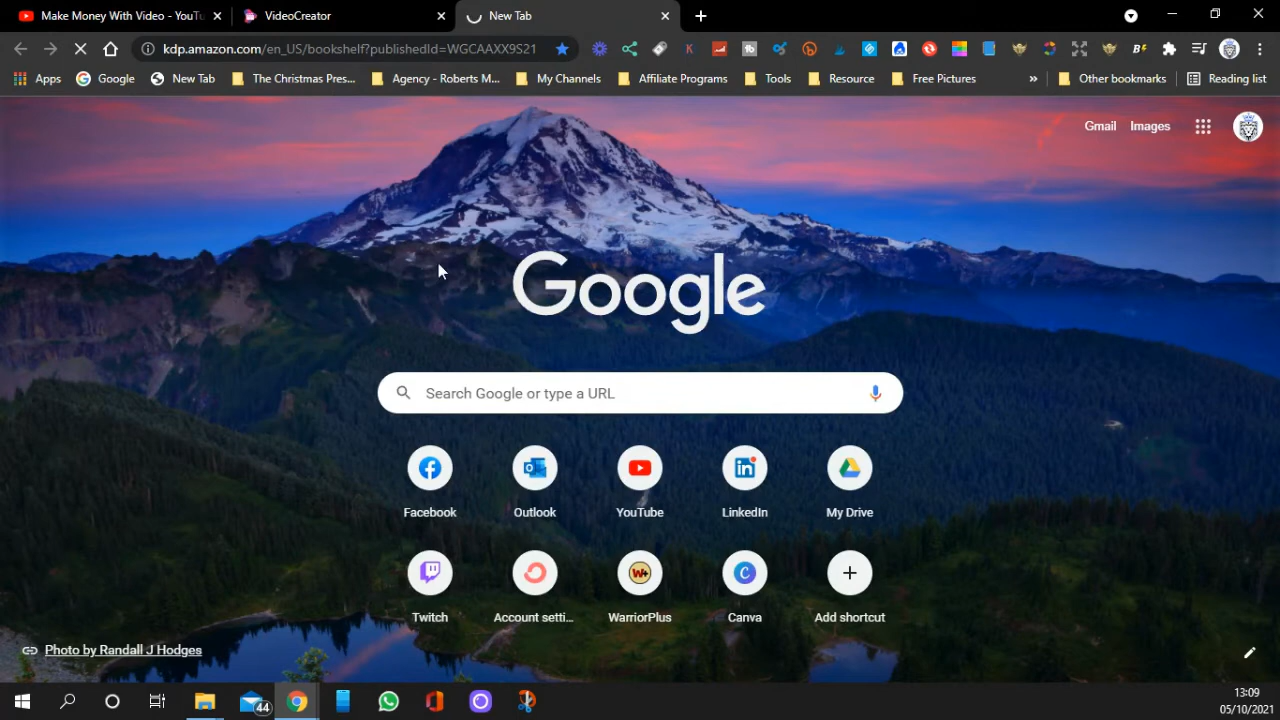 Make Money With Video - YouTu
VideoCreator
New Tab
kdp.amazon.com/en_US/bookshelf?publishedId=WGCAAXX9S21
Apps
Google
New Tab
The Christmas Pres...
Agency - Roberts M...
My Channels
Affiliate Programs
Tools
Resource
Free Pictures
»
Other bookmarks
Reading list
Gmail
Images
Google
Search Google or type a URL
Facebook
Outlook
YouTube
LinkedIn
My Drive
Twitch
Account setti...
WarriorPlus
Canva
Add shortcut
Photo by Randall J Hodges
44
13:09
05/10/2021